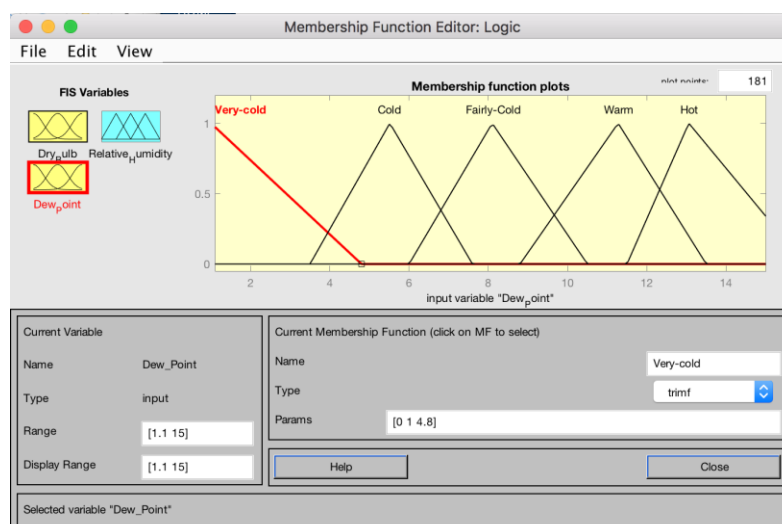 Membership Function Editor: Logic
File Edit View
FIS Variables
Membership function plots
plot points: 181
Very-cold Cold Fairly-Cold Warm Hot
1
0.5
0
2 4 6 8 10 12 14
input variable "Dew_Point"
Dry_Bulb Relative_Humidity
Dew_Point
Current Variable
Name Dew_Point
Type input
Range [1.1 15]
Display Range [1.1 15]
Current Membership Function (click on MF to select)
Name Very-cold
Type trimf
Params [0 1 4.8]
Help Close
Selected variable "Dew_Point"